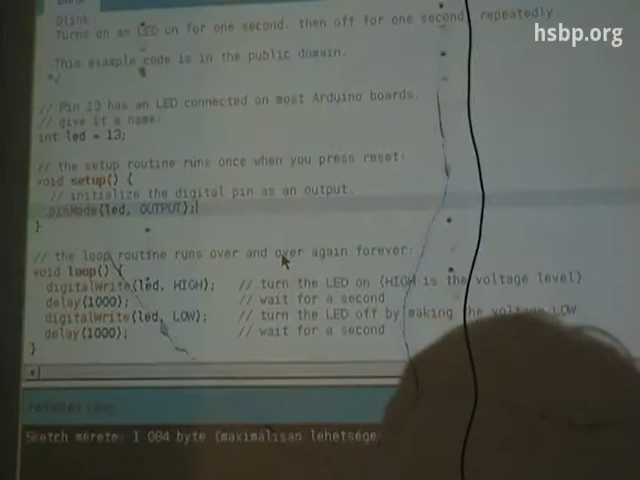 Blink
hsbp.org
Blink
Turns on an LED on for one second, then off for one second, repeatedly
This example code is in the public domain.
*/
// Pin 13 has an LED connected on most Arduino boards.
// give it a name:
int led = 13;
// the setup routine runs once when you press reset:
void setup() {
// initialize the digital pin as an output.
pinMode(led, OUTPUT);
}
// the loop routine runs over and over again forever:
void loop() {
digitalWrite(led, HIGH); // turn the LED on (HIGH is the voltage level)
delay(1000); // wait for a second
digitalWrite(led, LOW); // turn the LED off by making the voltage LOW
delay(1000); // wait for a second
}
Sketch mérete: 1 084 byte (maximálisan lehetsége